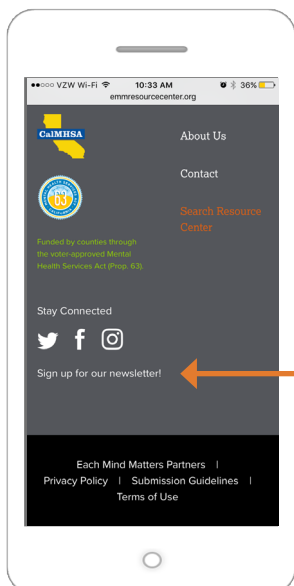 VZW Wi-Fi 10:33 AM 36%
emmresourcecenter.org
CalMHSA
About Us
Contact
Search Resource
Center
Funded by counties through
the voter-approved Mental
Health Services Act (Prop. 63).
Stay Connected
Sign up for our newsletter!
Each Mind Matters Partners |
Privacy Policy | Submission Guidelines |
Terms of Use